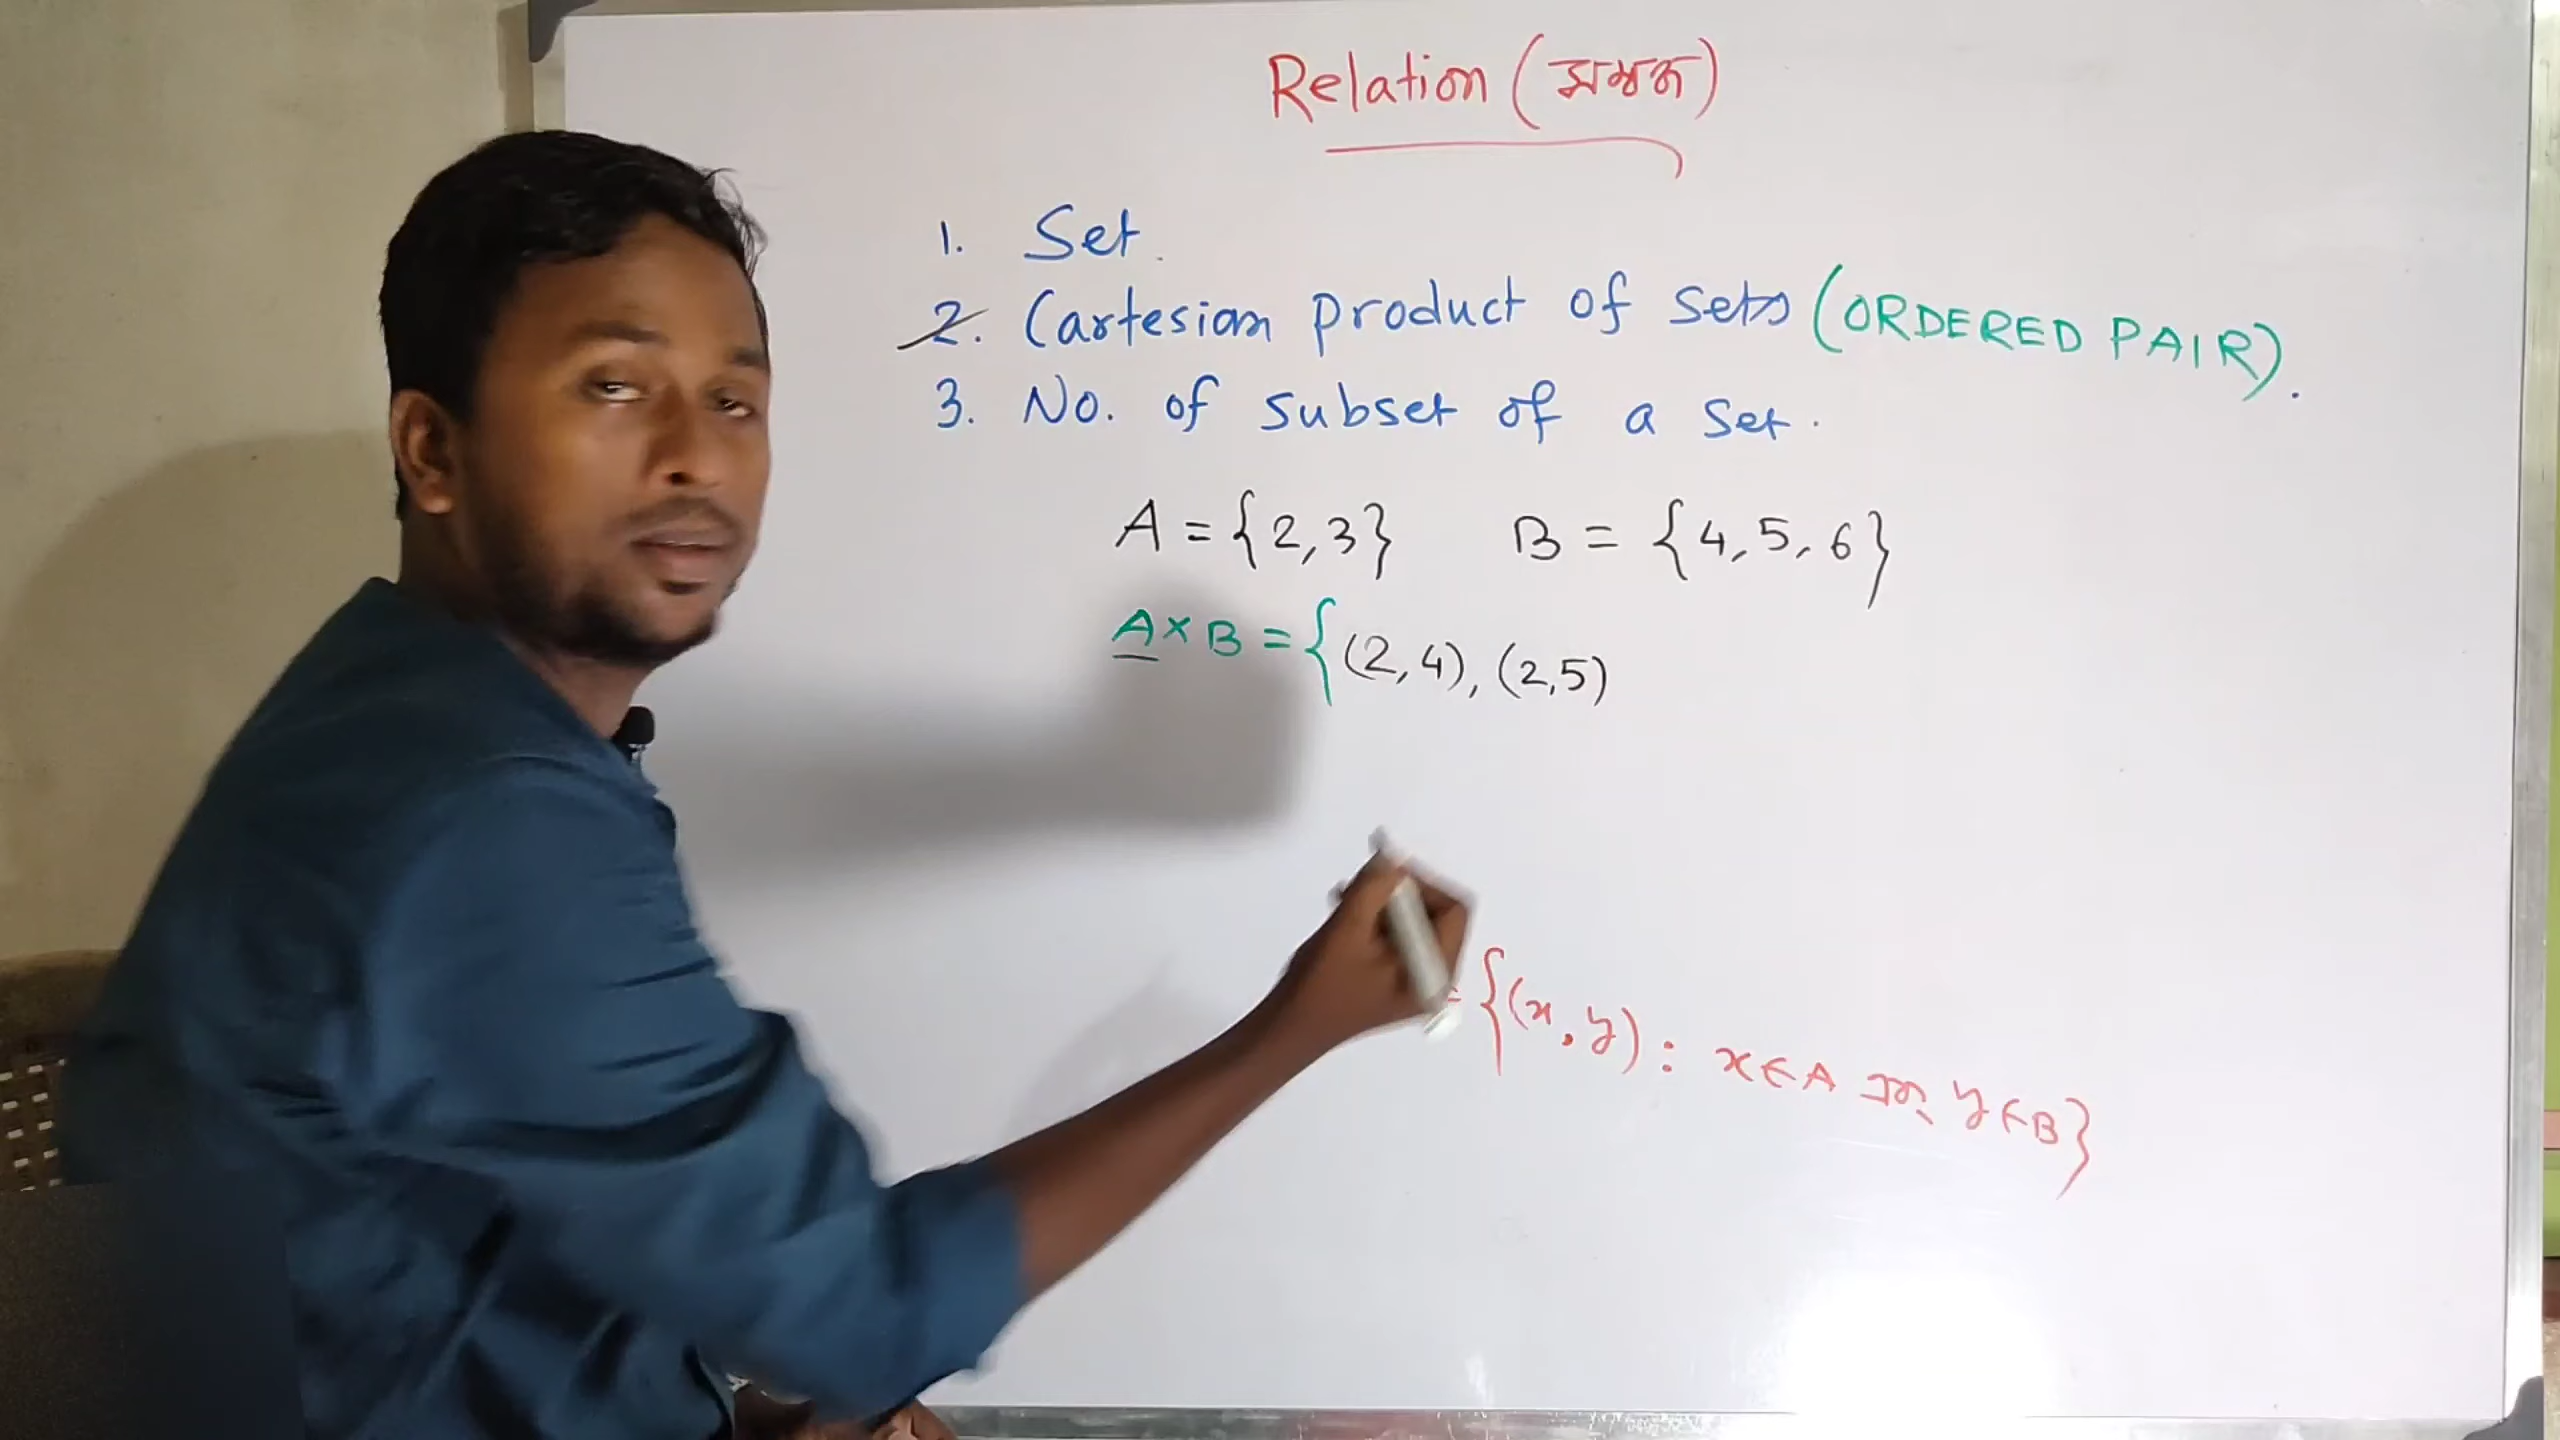 Relation (সম্বন্ধ)
1. Set.
2. Cartesian product of sets (ORDERED PAIR).
3. No. of subset of a set.
A = {2,3} B = {4,5,6}
A×B = {(2,4), (2,5)
= {(x,y) : x∈A এবং y∈B}